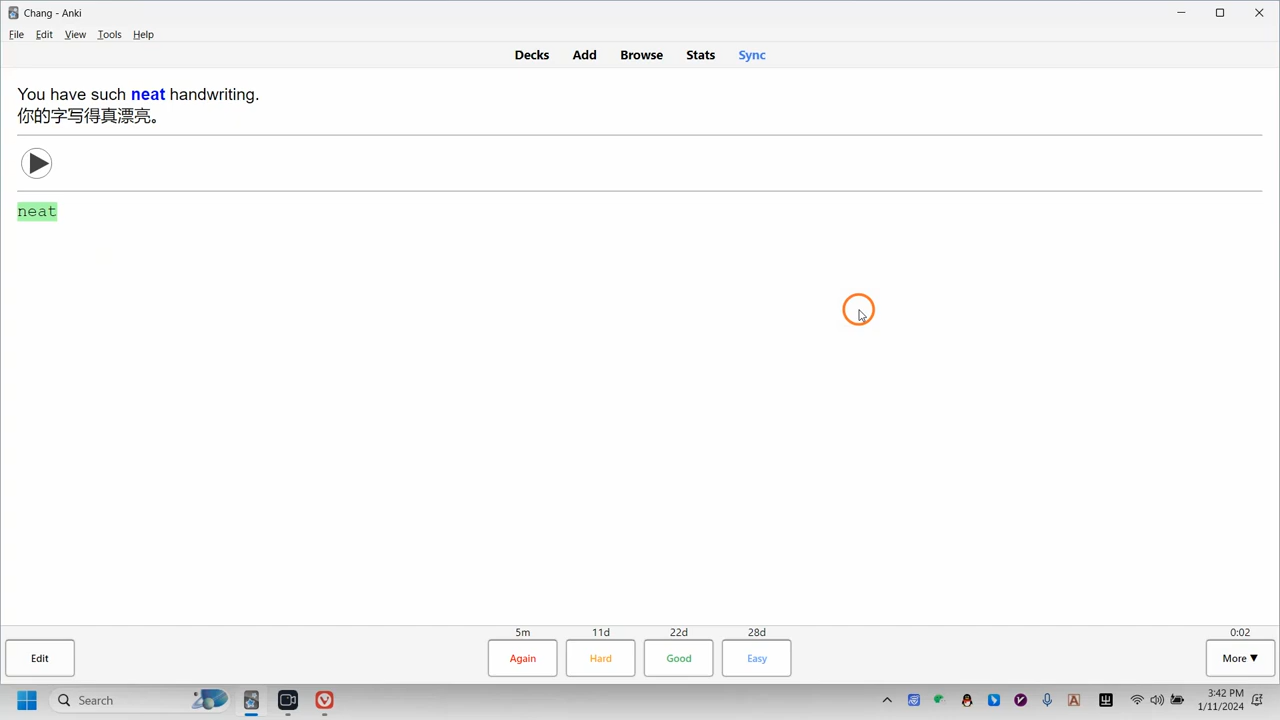 Chang - Anki
File Edit View Tools Help
Decks Add Browse Stats Sync
You have such neat handwriting.
你的字写得真漂亮。
neat
5m 11d 22d 28d 0:02
Edit Again Hard Good Easy More ▼
Search
3:42 PM
1/11/2024